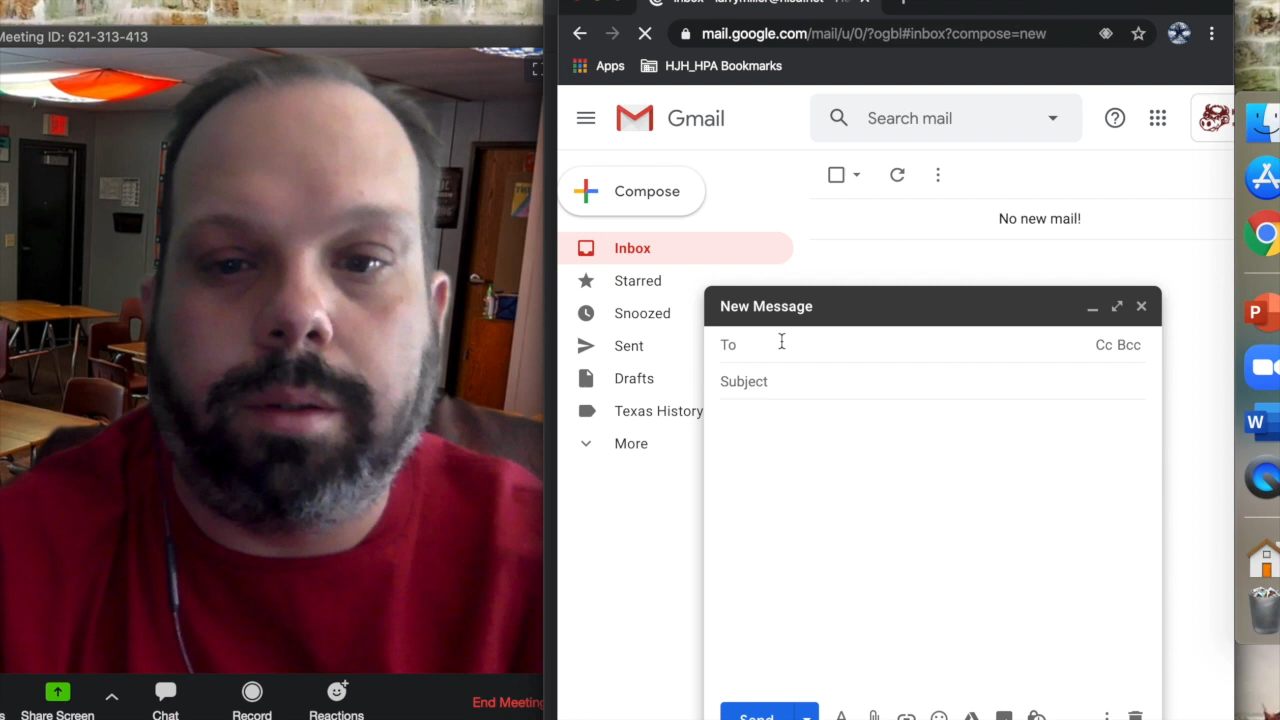 Meeting ID: 621-313-413
mail.google.com/mail/u/0/?ogbl#inbox?compose=new
Apps
HJH_HPA Bookmarks
Gmail
Search mail
Compose
No new mail!
Inbox
Starred
Snoozed
Sent
Drafts
Texas History
More
New Message
To
Cc Bcc
Subject
Send
Share Screen
Chat
Record
Reactions
End Meeting
P
W